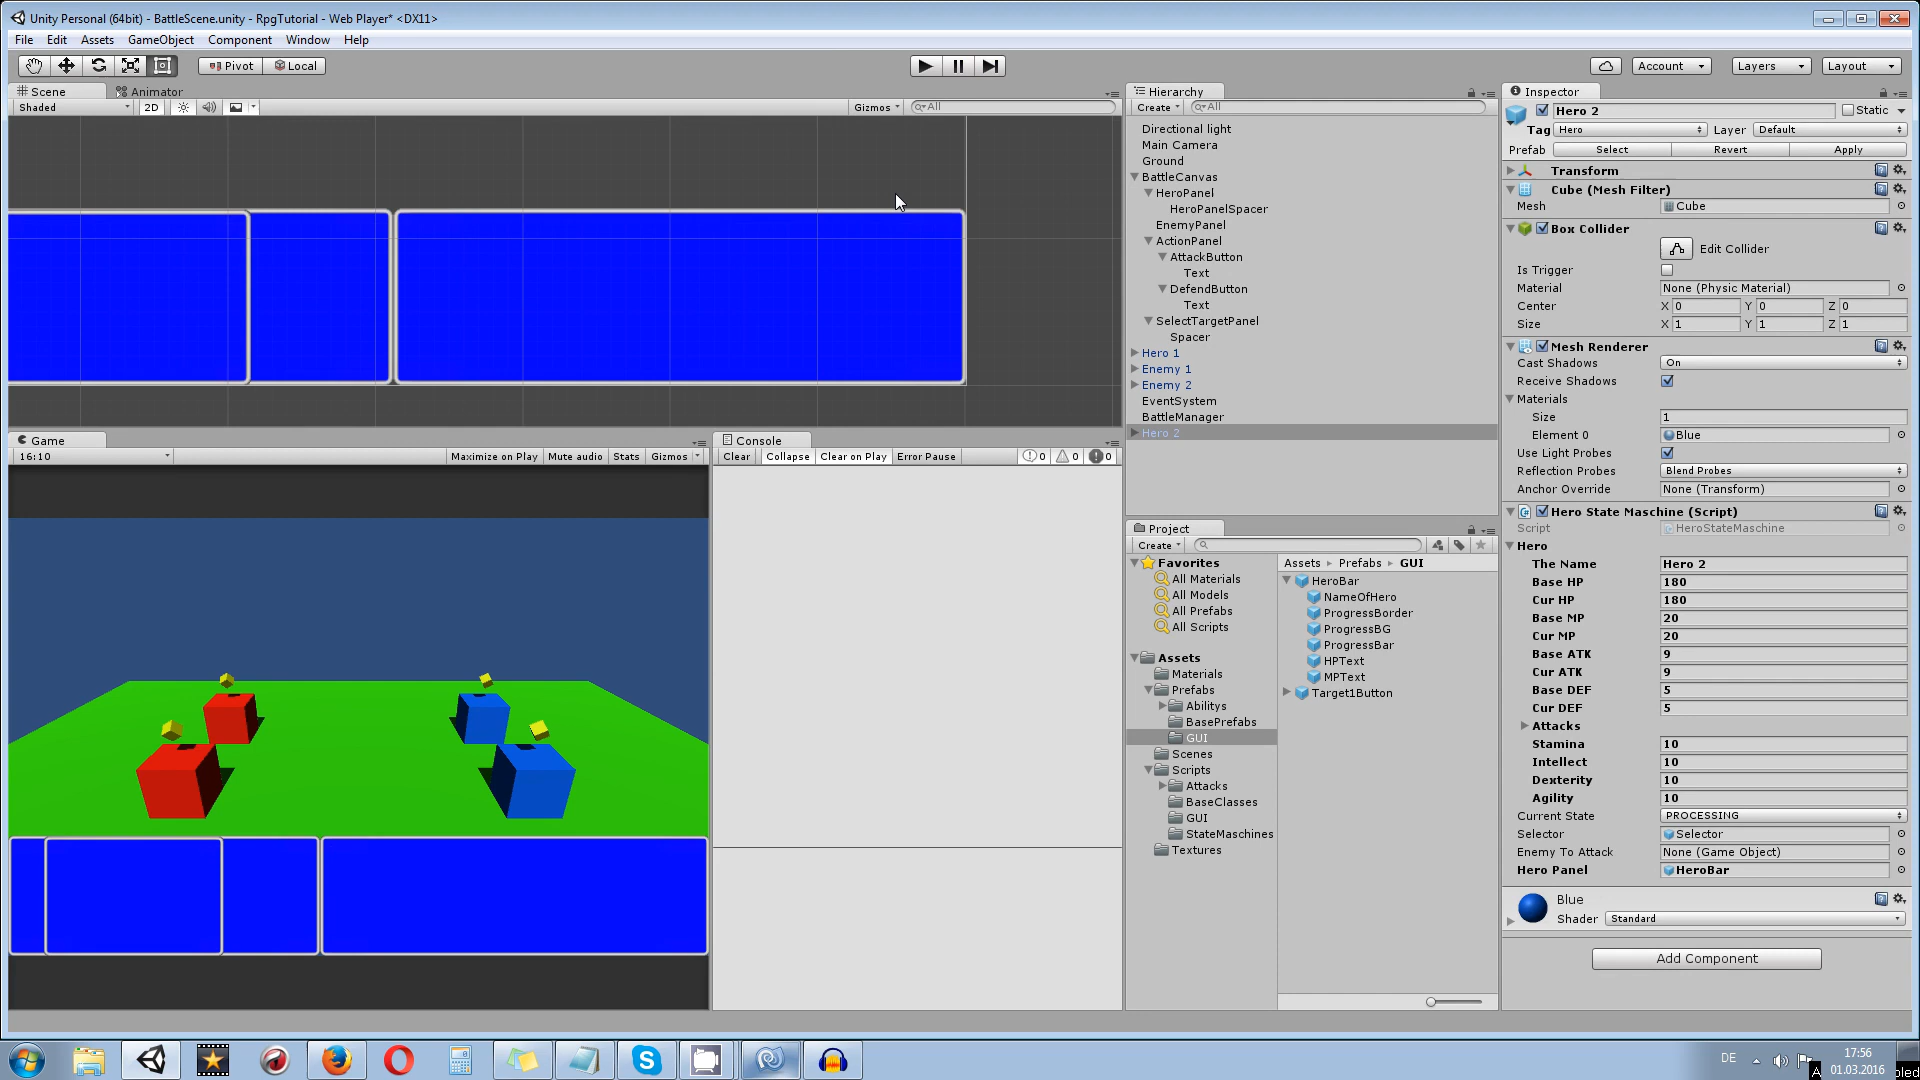 Unity Personal (64bit) - BattleScene.unity - RpgTutorial - Web Player* <DX11>
File Edit Assets GameObject Component Window Help
Pivot Local Account Layers Layout
Scene Animator
Shaded 2D Gizmos All
Hierarchy
Create All
Directional light
Main Camera
Ground
BattleCanvas
HeroPanel
HeroPanelSpacer
EnemyPanel
ActionPanel
AttackButton
Text
DefendButton
Text
SelectTargetPanel
Spacer
Hero 1
Enemy 1
Enemy 2
EventSystem
BattleManager
Hero 2
Inspector
Hero 2 Static
Tag Hero Layer Default
Prefab Select Revert Apply
Transform
Cube (Mesh Filter)
Mesh Cube
Box Collider
Edit Collider
Is Trigger
Material None (Physic Material)
Center X 0 Y 0 Z 0
Size X 1 Y 1 Z 1
Mesh Renderer
Cast Shadows On
Receive Shadows
Materials
Size 1
Element 0 Blue
Use Light Probes
Reflection Probes Blend Probes
Anchor Override None (Transform)
Hero State Maschine (Script)
Script HeroStateMaschine
Hero
The Name Hero 2
Base HP 180
Cur HP 180
Base MP 20
Cur MP 20
Base ATK 9
Cur ATK 9
Base DEF 5
Cur DEF 5
Attacks
Stamina 10
Intellect 10
Dexterity 10
Agility 10
Current State PROCESSING
Selector Selector
Enemy To Attack None (Game Object)
Hero Panel HeroBar
Blue
Shader Standard
Add Component
Game
16:10 Maximize on Play Mute audio Stats Gizmos
Console
Clear Collapse Clear on Play Error Pause 0 0 0
Project
Create
Favorites
All Materials
All Models
All Prefabs
All Scripts
Assets
Materials
Prefabs
Abilitys
BasePrefabs
GUI
Scenes
Scripts
Attacks
BaseClasses
GUI
StateMaschines
Textures
Assets Prefabs GUI
HeroBar
NameOfHero
ProgressBorder
ProgressBG
ProgressBar
HPText
MPText
Target1Button
DE
17:56
01.03.2016